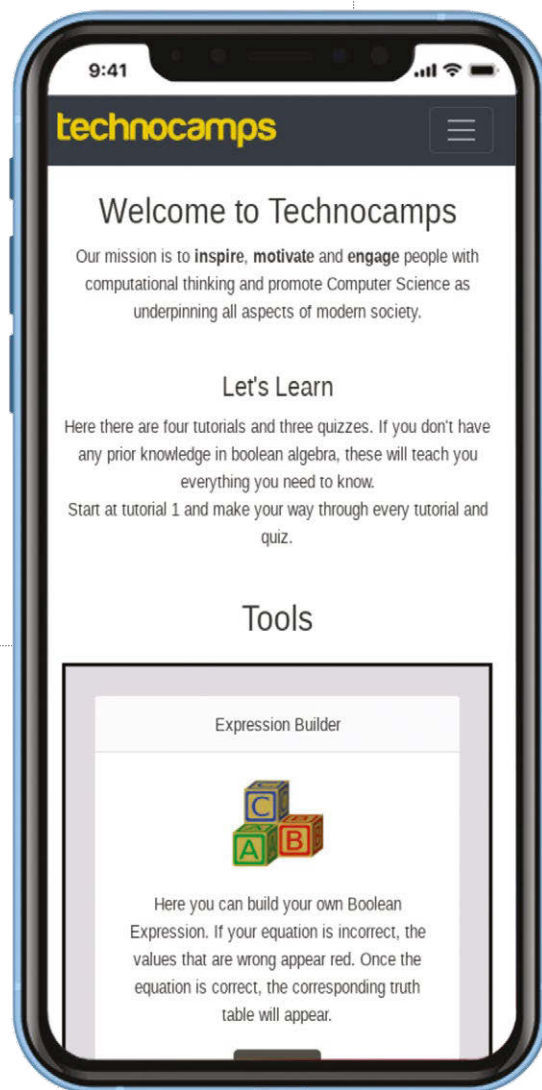 9:41
technocamps
Welcome to Technocamps
Our mission is to inspire, motivate and engage people with
computational thinking and promote Computer Science as
underpinning all aspects of modern society.
Let's Learn
Here there are four tutorials and three quizzes. If you don't have
any prior knowledge in boolean algebra, these will teach you
everything you need to know.
Start at tutorial 1 and make your way through every tutorial and
quiz.
Tools
Expression Builder
C
A B
Here you can build your own Boolean
Expression. If your equation is incorrect, the
values that are wrong appear red. Once the
equation is correct, the corresponding truth
table will appear.